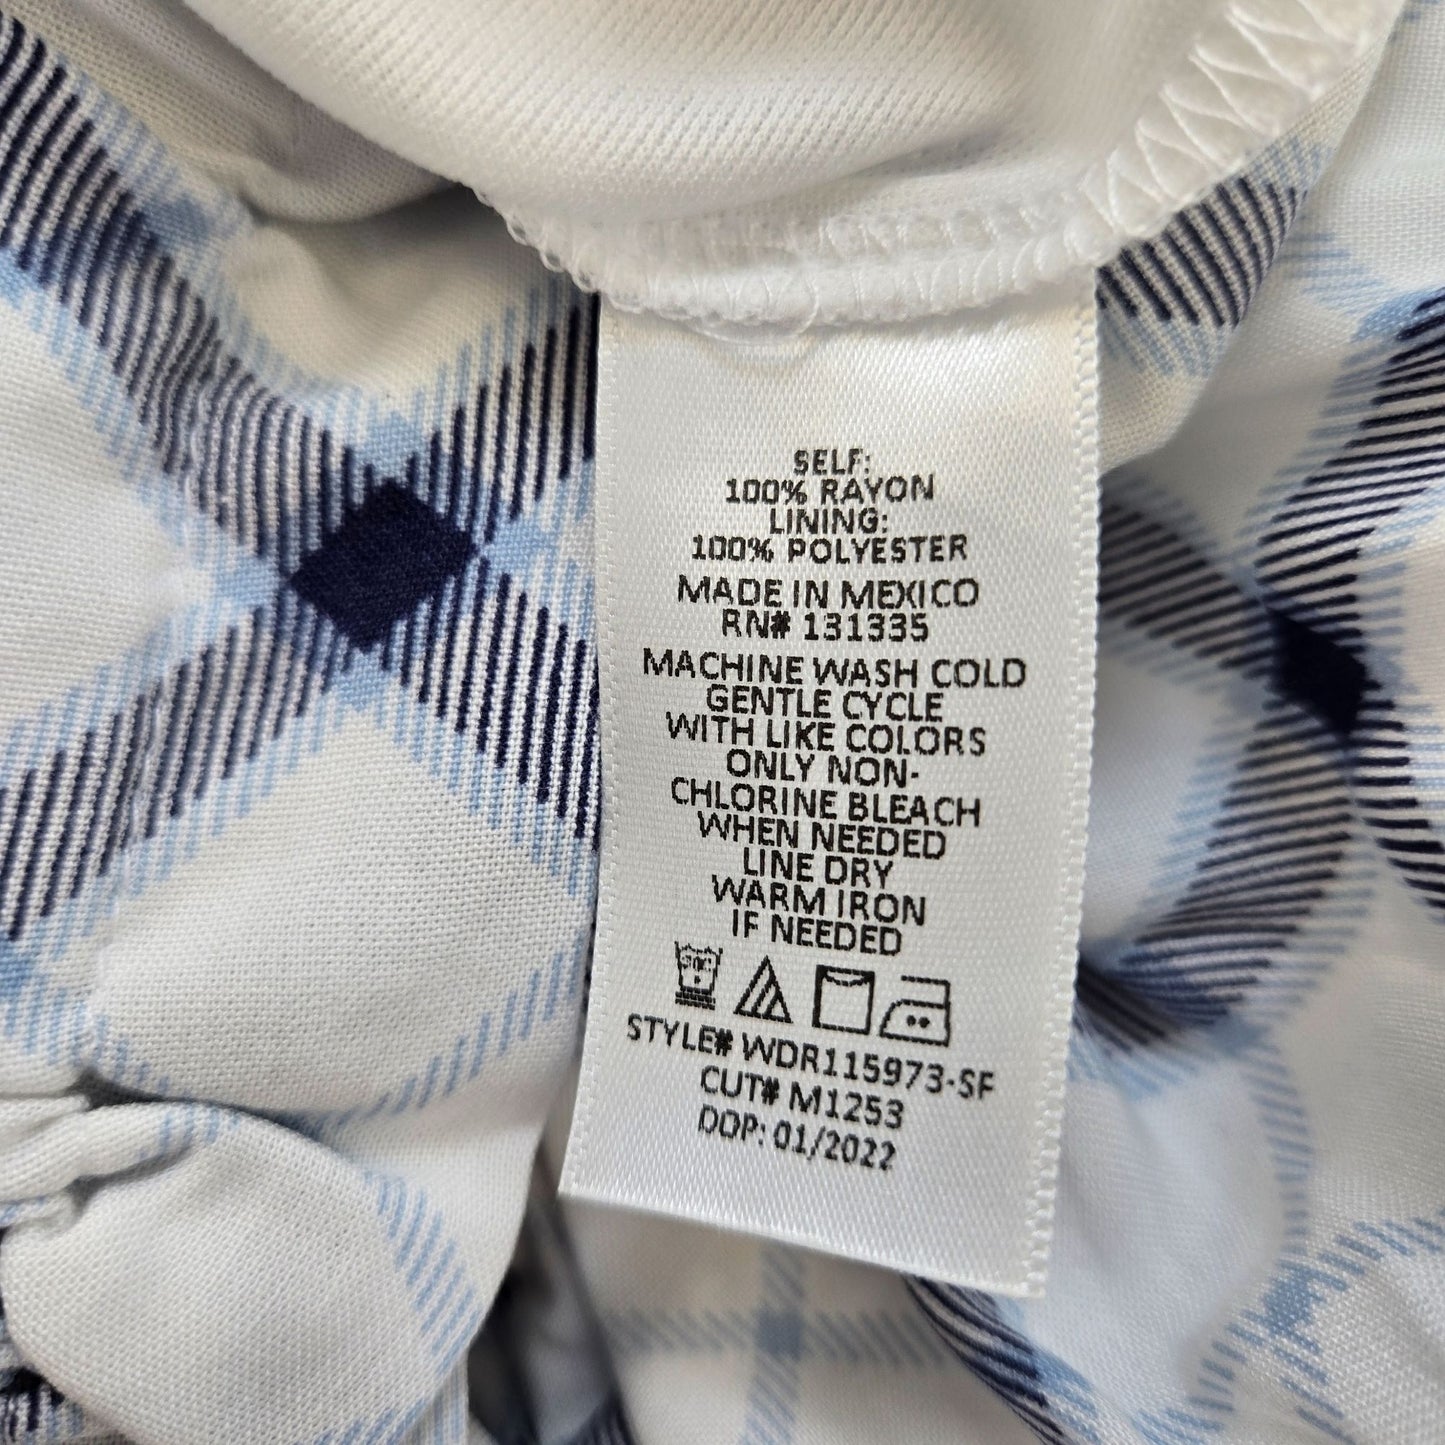 SELF:
100% RAYON
LINING:
100% POLYESTER
MADE IN MEXICO
RN# 131335
MACHINE WASH COLD
GENTLE CYCLE
WITH LIKE COLORS
ONLY NON-
CHLORINE BLEACH
WHEN NEEDED
LINE DRY
WARM IRON
IF NEEDED
STYLE# WDR115973-SF
CUT# M1253
DOP: 01/2022